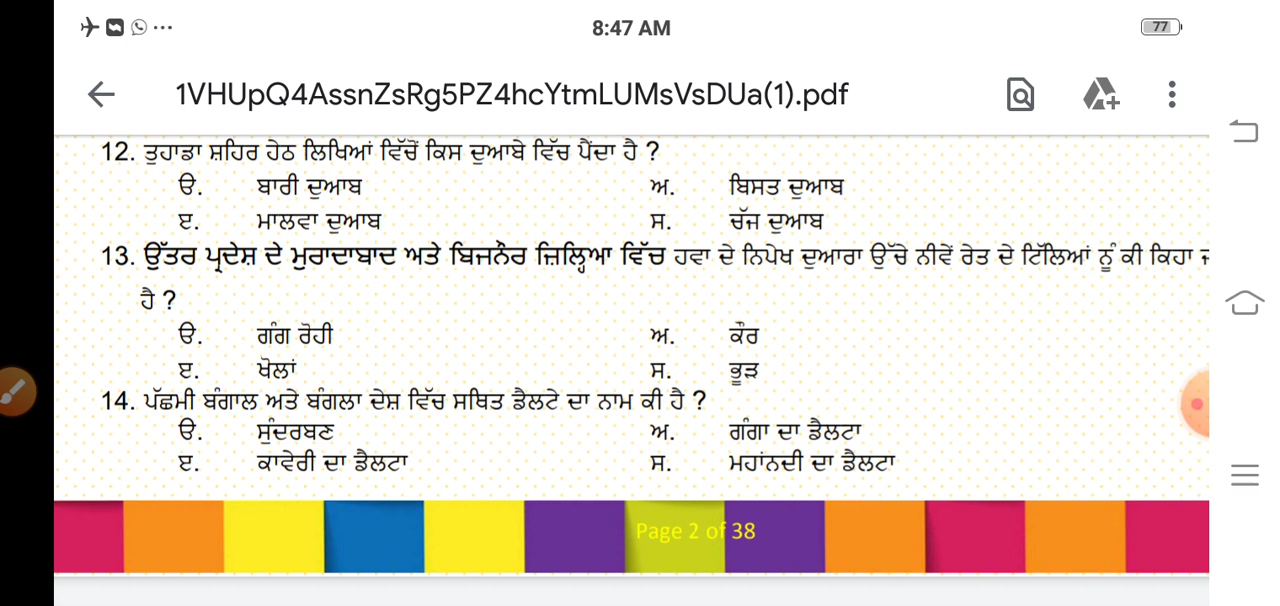 8:47 AM
77
1VHUpQ4AssnZsRg5PZ4hcYtmLUMsVsDUa(1).pdf
12. ਤੁਹਾਡਾ ਸ਼ਹਿਰ ਹੇਠ ਲਿਖਿਆਂ ਵਿੱਚੋਂ ਕਿਸ ਦੁਆਬੇ ਵਿੱਚ ਪੈਂਦਾ ਹੈ ?
ੳ. ਬਾਰੀ ਦੁਆਬ ਅ. ਬਿਸਤ ਦੁਆਬ
ੲ. ਮਾਲਵਾ ਦੁਆਬ ਸ. ਚੱਜ ਦੁਆਬ
13. ਉੱਤਰ ਪ੍ਰਦੇਸ਼ ਦੇ ਮੁਰਾਦਾਬਾਦ ਅਤੇ ਬਿਜਨੌਰ ਜ਼ਿਲ੍ਹਿਆ ਵਿੱਚ ਹਵਾ ਦੇ ਨਿਪੇਖ ਦੁਆਰਾ ਉੱਚੇ ਨੀਵੇਂ ਰੇਤ ਦੇ ਟਿੱਲਿਆਂ ਨੂੰ ਕੀ ਕਿਹਾ
ਹੈ ?
ੳ. ਗੰਗ ਰੋਹੀ ਅ. ਕੌਰ
ੲ. ਖੋਲਾਂ ਸ. ਭੂੜ
14. ਪੱਛਮੀ ਬੰਗਾਲ ਅਤੇ ਬੰਗਲਾ ਦੇਸ਼ ਵਿੱਚ ਸਥਿਤ ਡੈਲਟੇ ਦਾ ਨਾਮ ਕੀ ਹੈ ?
ੳ. ਸੁੰਦਰਬਣ ਅ. ਗੰਗਾ ਦਾ ਡੈਲਟਾ
ੲ. ਕਾਵੇਰੀ ਦਾ ਡੈਲਟਾ ਸ. ਮਹਾਂਨਦੀ ਦਾ ਡੈਲਟਾ
Page 2 of 38